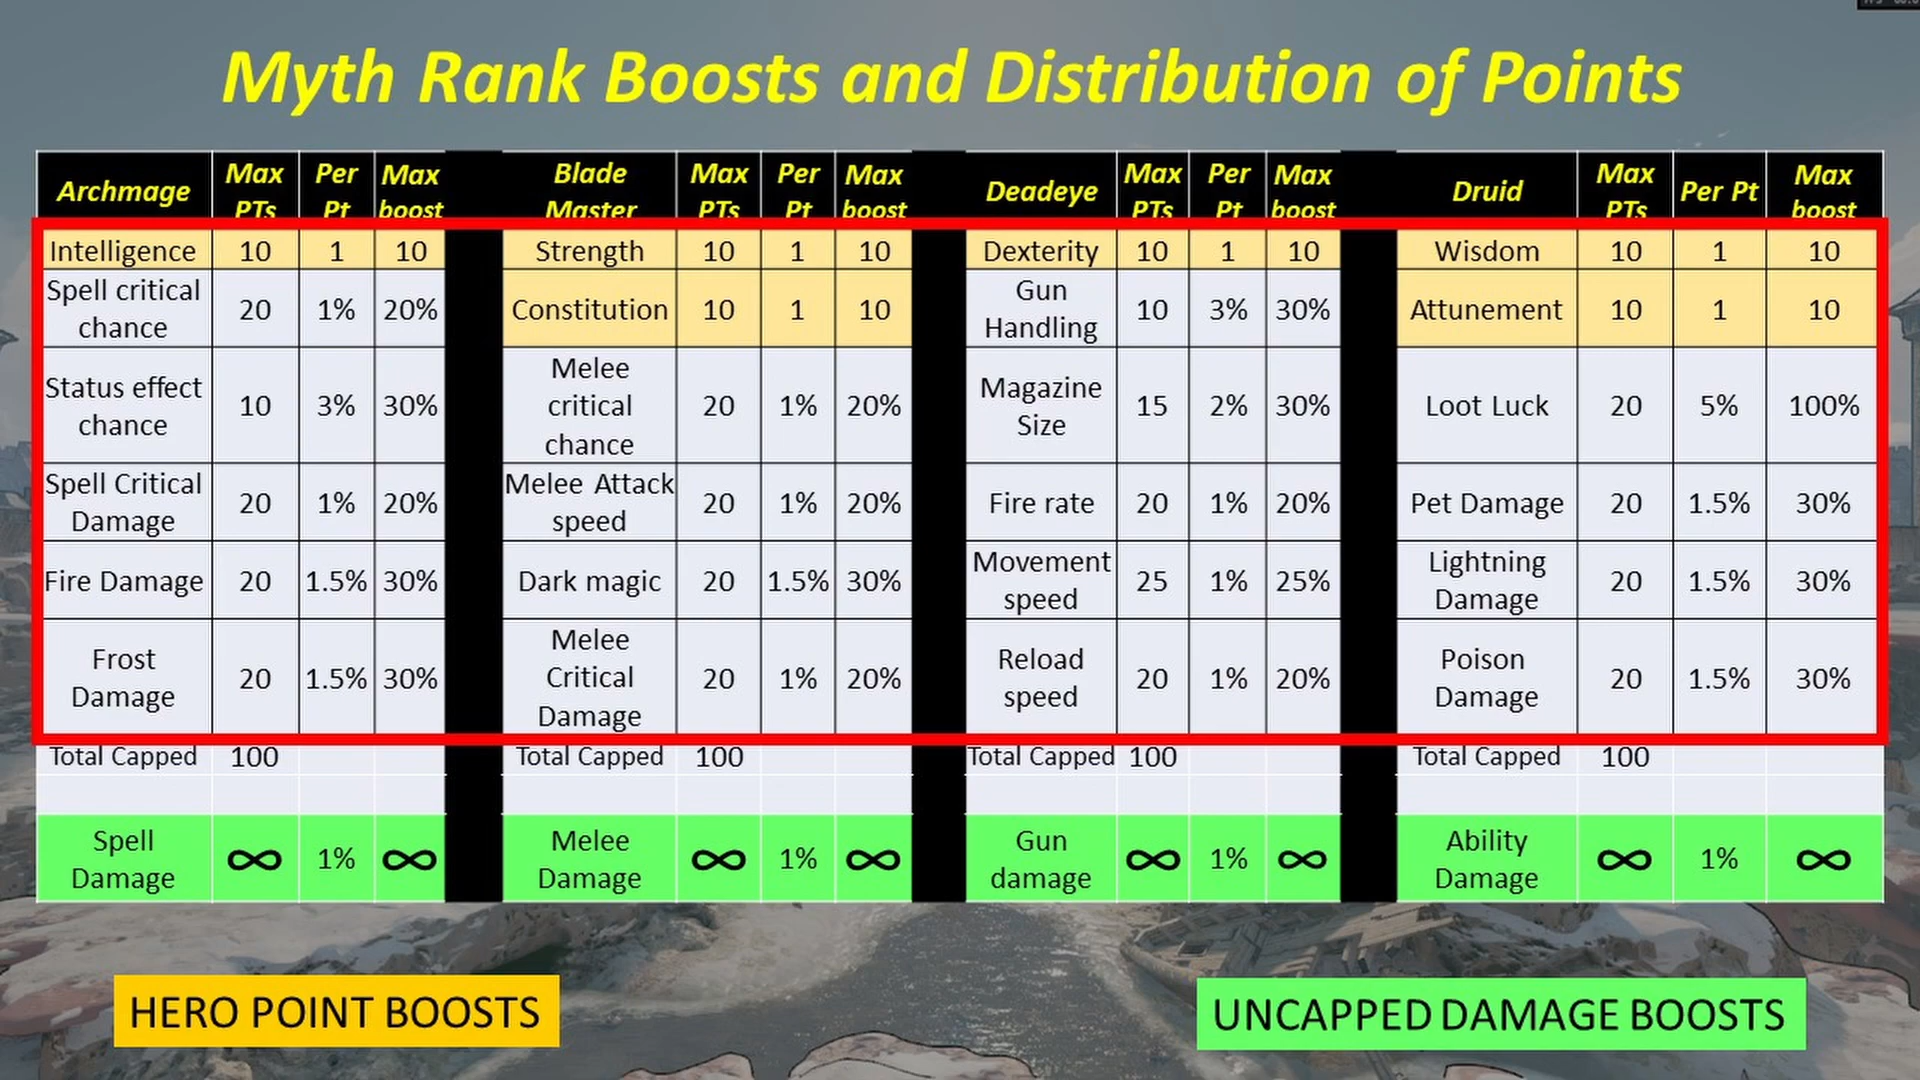 Myth Rank Boosts and Distribution of Points
Archmage Max PTs Per Pt Max boost Blade Master Max PTs Per Pt Max boost Deadeye Max PTs Per Pt Max boost Druid Max PTs Per Pt Max boost
Intelligence 10 1 10 Strength 10 1 10 Dexterity 10 1 10 Wisdom 10 1 10
Spell critical chance 20 1% 20% Constitution 10 1 10 Gun Handling 10 3% 30% Attunement 10 1 10
Status effect chance 10 3% 30% Melee critical chance 20 1% 20% Magazine Size 15 2% 30% Loot Luck 20 5% 100%
Spell Critical Damage 20 1% 20% Melee Attack speed 20 1% 20% Fire rate 20 1% 20% Pet Damage 20 1.5% 30%
Fire Damage 20 1.5% 30% Dark magic 20 1.5% 30% Movement speed 25 1% 25% Lightning Damage 20 1.5% 30%
Frost Damage 20 1.5% 30% Melee Critical Damage 20 1% 20% Reload speed 20 1% 20% Poison Damage 20 1.5% 30%
Total Capped 100 Total Capped 100 Total Capped 100 Total Capped 100
Spell Damage ∞ 1% ∞ Melee Damage ∞ 1% ∞ Gun damage ∞ 1% ∞ Ability Damage ∞ 1% ∞
HERO POINT BOOSTS
UNCAPPED DAMAGE BOOSTS